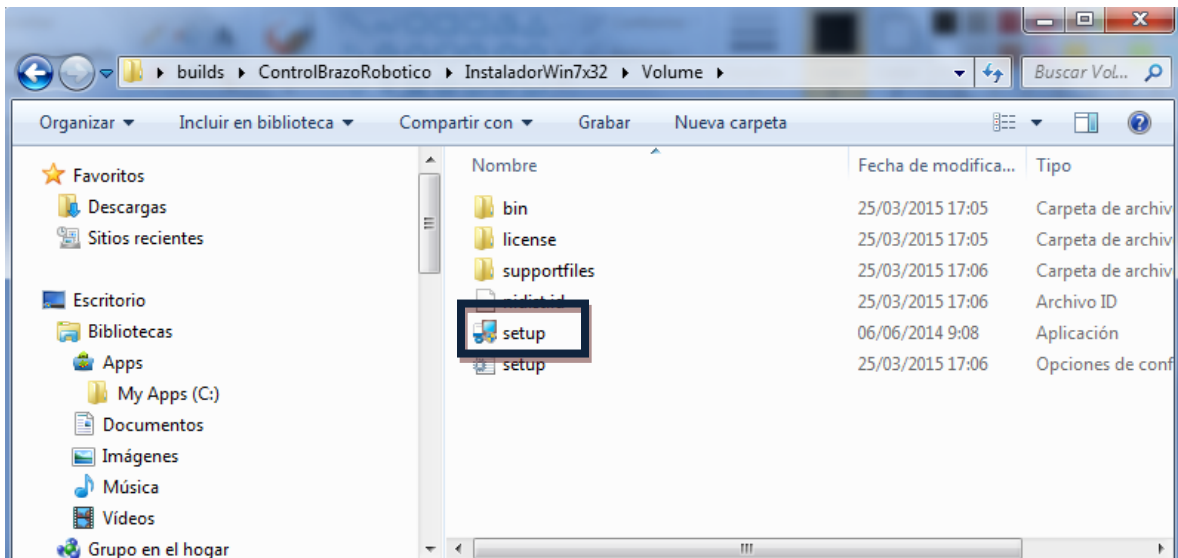 builds ControlBrazoRobotico InstaladorWin7x32 Volume Buscar Vol...
Organizar Incluir en biblioteca Compartir con Grabar Nueva carpeta
Favoritos
Descargas
Sitios recientes
Escritorio
Bibliotecas
Apps
My Apps (C:)
Documentos
Imágenes
Música
Vídeos
Grupo en el hogar
Nombre Fecha de modifica... Tipo
bin 25/03/2015 17:05 Carpeta de archiv
license 25/03/2015 17:05 Carpeta de archiv
supportfiles 25/03/2015 17:06 Carpeta de archiv
nidist.id 25/03/2015 17:06 Archivo ID
setup 06/06/2014 9:08 Aplicación
setup 25/03/2015 17:06 Opciones de conf